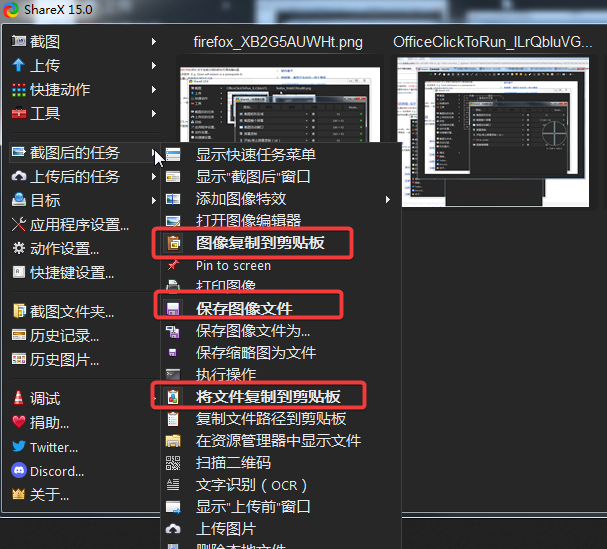 ShareX 15.0
截图
上传
快捷动作
工具
截图后的任务
上传后的任务
目标
应用程序设置...
动作设置...
快捷键设置...
截图文件夹...
历史记录...
历史图片...
调试
捐助...
Twitter...
Discord...
关于...
firefox_XB2G5AUWHt.png
OfficeClickToRun_ILrQbluVG...
显示快速任务菜单
显示"截图后"窗口
添加图像特效
打开图像编辑器
图像复制到剪贴板
Pin to screen
打印图像
保存图像文件
保存图像文件为...
保存缩略图为文件
执行操作
将文件复制到剪贴板
复制文件路径到剪贴板
在资源管理器中显示文件
扫描二维码
文字识别（OCR）
显示"上传前"窗口
上传图片
删除本地文件